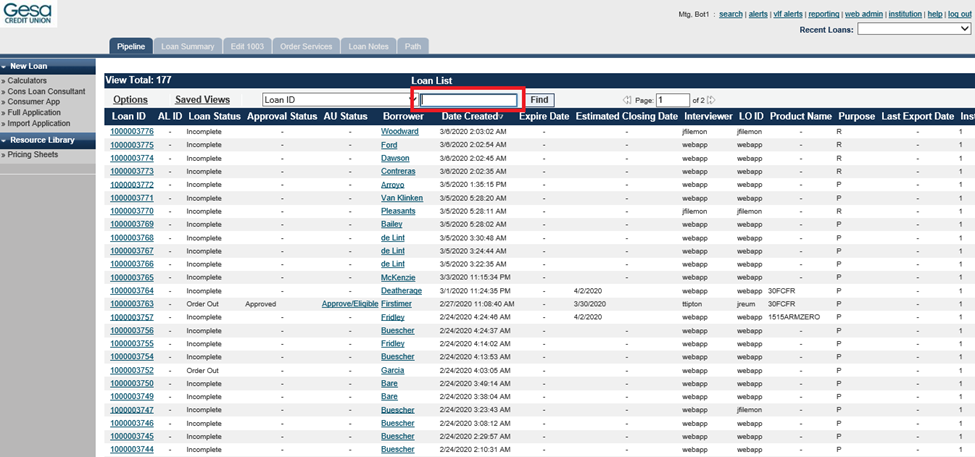 Gesa
CREDIT UNION
Mtg, Bot1 : search | alerts | vlf alerts | reporting | web admin | institution | help | log out
Recent Loans:
Pipeline Loan Summary Edit 1003 Order Services Loan Notes Path
New Loan
» Calculators
» Cons Loan Consultant
» Consumer App
» Full Application
» Import Application
Resource Library
» Pricing Sheets
View Total: 177 Loan List
Options Saved Views Loan ID Find Page: 1 of 2
Loan ID AL ID Loan Status Approval Status AU Status Borrower Date Created Expire Date Estimated Closing Date Interviewer LO ID Product Name Purpose Last Export Date Inst
1000003776 - Incomplete - - Woodward 3/6/2020 2:03:02 AM - - jfilemon jfilemon - R - 1
1000003775 - Incomplete - - Ford 3/6/2020 2:02:54 AM - - webapp webapp - R - 1
1000003774 - Incomplete - - Dawson 3/6/2020 2:02:45 AM - - webapp webapp - R - 1
1000003773 - Incomplete - - Contreras 3/6/2020 2:02:35 AM - - webapp webapp - R - 1
1000003772 - Incomplete - - Arroyo 3/5/2020 1:35:15 PM - - webapp webapp - P - 1
1000003771 - Incomplete - - Van Klinken 3/5/2020 5:28:20 AM - - webapp webapp - P - 1
1000003770 - Incomplete - - Pleasants 3/5/2020 5:28:11 AM - - jfilemon jfilemon - R - 1
1000003769 - Incomplete - - Bailey 3/5/2020 5:28:02 AM - - webapp webapp - P - 1
1000003768 - Incomplete - - de Lint 3/5/2020 3:30:48 AM - - webapp webapp - P - 1
1000003767 - Incomplete - - de Lint 3/5/2020 3:24:44 AM - - webapp webapp - P - 1
1000003766 - Incomplete - - de Lint 3/5/2020 3:22:35 AM - - webapp webapp - P - 1
1000003765 - Incomplete - - McKenzie 3/3/2020 11:15:34 PM - - webapp webapp - P - 1
1000003764 - Incomplete - - Deatherage 3/1/2020 11:24:35 PM - 4/2/2020 webapp webapp 30FCFR P - 1
1000003763 - Order Out Approved Approve/Eligible Firstimer 2/27/2020 11:08:40 AM - 3/30/2020 ttipton jreum 30FCFR P - 1
1000003757 - Incomplete - - Fridley 2/24/2020 4:24:46 AM - 4/2/2020 webapp webapp 1515ARMZERO P - 1
1000003756 - Incomplete - - Buescher 2/24/2020 4:24:37 AM - - webapp webapp - P - 1
1000003755 - Incomplete - - Fridley 2/24/2020 4:14:02 AM - - webapp webapp - P - 1
1000003754 - Incomplete - - Buescher 2/24/2020 4:13:53 AM - - webapp webapp - P - 1
1000003752 - Order Out - - Garcia 2/24/2020 4:03:05 AM - - webapp webapp - P - 1
1000003750 - Incomplete - - Bare 2/24/2020 3:49:14 AM - - webapp webapp - P - 1
1000003749 - Incomplete - - Bare 2/24/2020 3:38:04 AM - - webapp webapp - P - 1
1000003747 - Incomplete - - Buescher 2/24/2020 3:23:43 AM - - webapp jfilemon - P - 1
1000003746 - Incomplete - - Buescher 2/24/2020 3:08:12 AM - - webapp webapp - P - 1
1000003745 - Incomplete - - Buescher 2/24/2020 2:29:57 AM - - webapp webapp - P - 1
1000003744 - Incomplete - - Buescher 2/24/2020 2:10:31 AM - - webapp webapp - P - 1